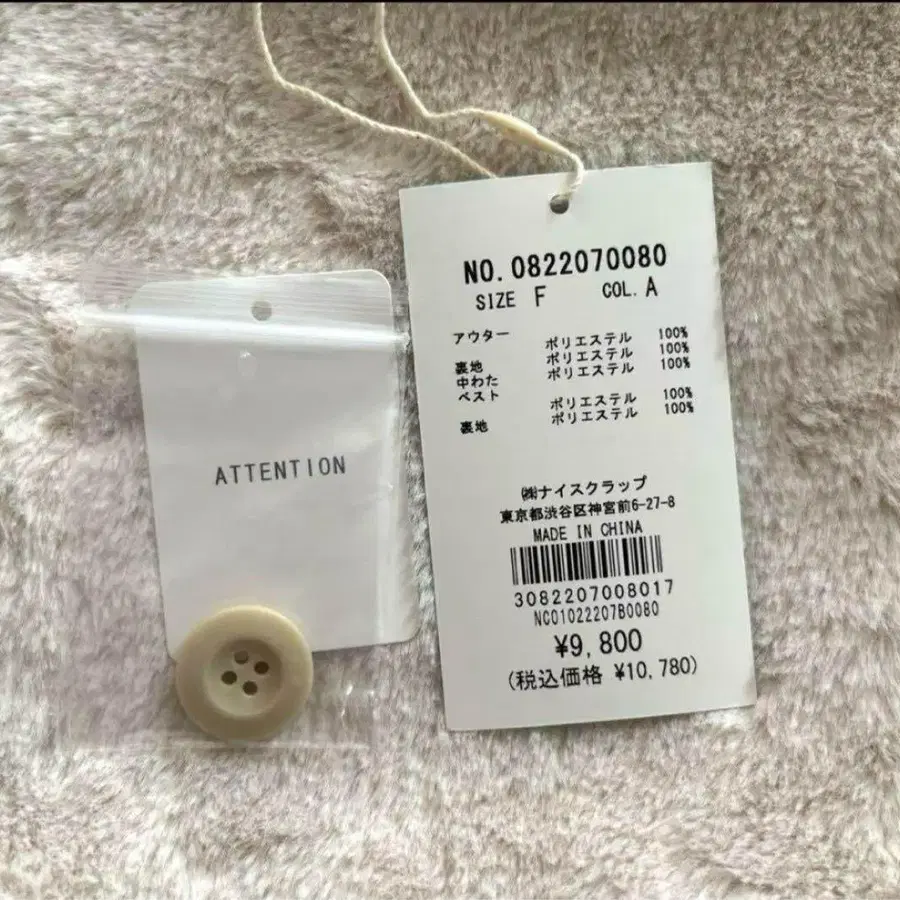 ATTENTION
NO. 0822070080
SIZE F COL. A
アウター ポリエステル 100%
裏地 ポリエステル 100%
中わた ポリエステル 100%
ベスト ポリエステル 100%
裏地 ポリエステル 100%
㈱ナイスクラップ
東京都渋谷区神宮前6-27-8
MADE IN CHINA
3082207008017
NC01022207B0080
¥9,800
(税込価格 ¥10,780)